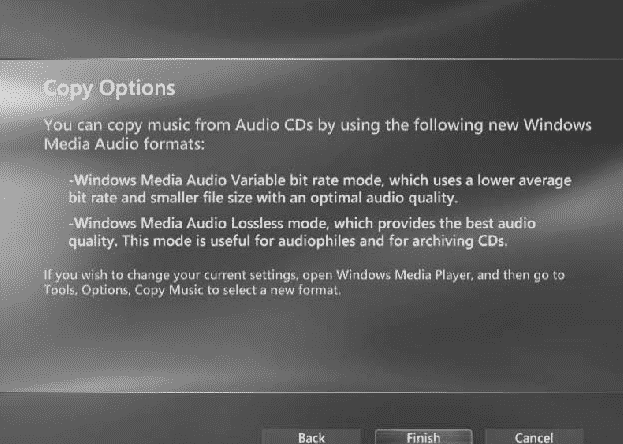 Copy Options
You can copy music from Audio CDs by using the following new Windows
Media Audio formats:
-Windows Media Audio Variable bit rate mode, which uses a lower average
bit rate and smaller file size with an optimal audio quality.
-Windows Media Audio Lossless mode, which provides the best audio
quality. This mode is useful for audiophiles and for archiving CDs.
If you wish to change your current settings, open Windows Media Player, and then go to
Tools, Options, Copy Music to select a new format.
Back Finish Cancel